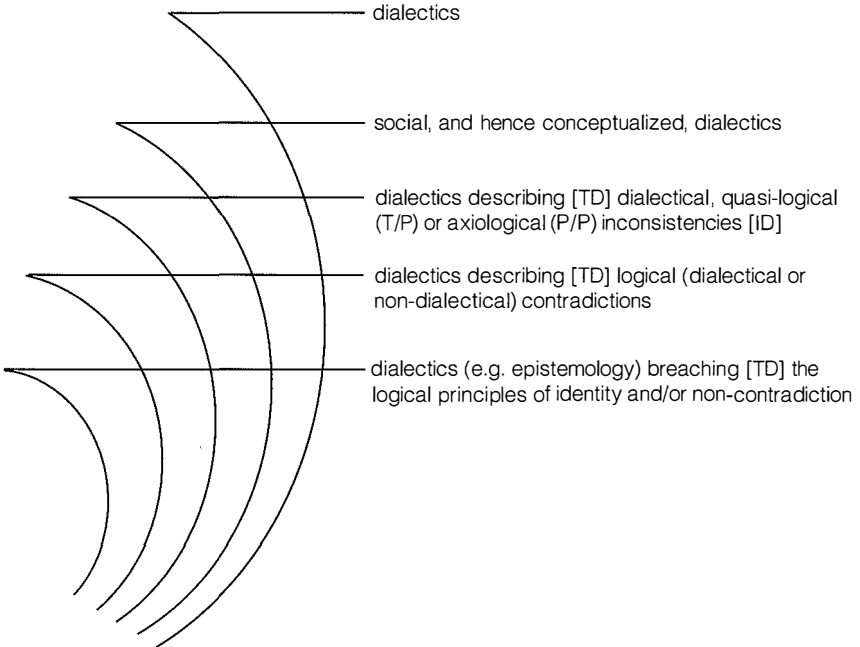 dialectics
social, and hence conceptualized, dialectics
dialectics describing [TD] dialectical, quasi-logical
(T/P) or axiological (P/P) inconsistencies [ID]
dialectics describing [TD] logical (dialectical or
non-dialectical) contradictions
dialectics (e.g. epistemology) breaching [TD] the
logical principles of identity and/or non-contradiction